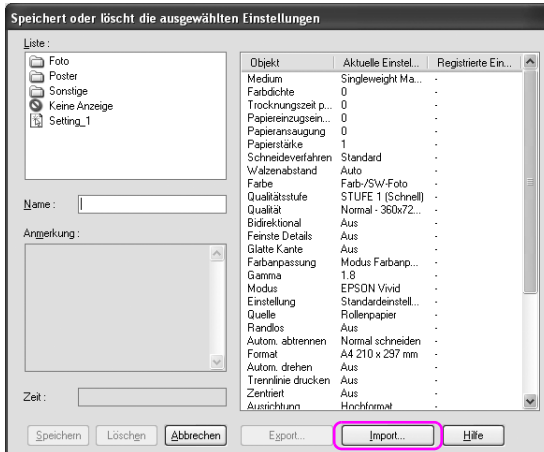 Speichert oder löscht die ausgewählten Einstellungen
Liste :
Foto
Poster
Sonstige
Keine Anzeige
Setting_1
Name :
Anmerkung :
Zeit :
Objekt Aktuelle Einstel... Registrierte Ein...
Medium Singleweight Ma... -
Farbdichte 0 -
Trocknungszeit p... 0 -
Papiereinzugsein... 0 -
Papieransaugung 0 -
Papierstärke 1 -
Schneideverfahren Standard -
Walzenabstand Auto -
Farbe Farb-/SW-Foto -
Qualitätsstufe STUFE 1 (Schnell) -
Qualität Normal - 360x72... -
Bidirektional Aus -
Feinste Details Aus -
Glatte Kante Aus -
Farbanpassung Modus Farbanp... -
Gamma 1.8 -
Modus EPSON Vivid -
Einstellung Standardeinstell... -
Quelle Rollenpapier -
Randlos Aus -
Autom. abtrennen Normal schneiden -
Format A4 210 x 297 mm -
Autom. drehen Aus -
Trennlinie drucken Aus -
Zentriert Aus -
Ausrichtung Hochformat
Speichern Löschen Abbrechen Export... Import... Hilfe